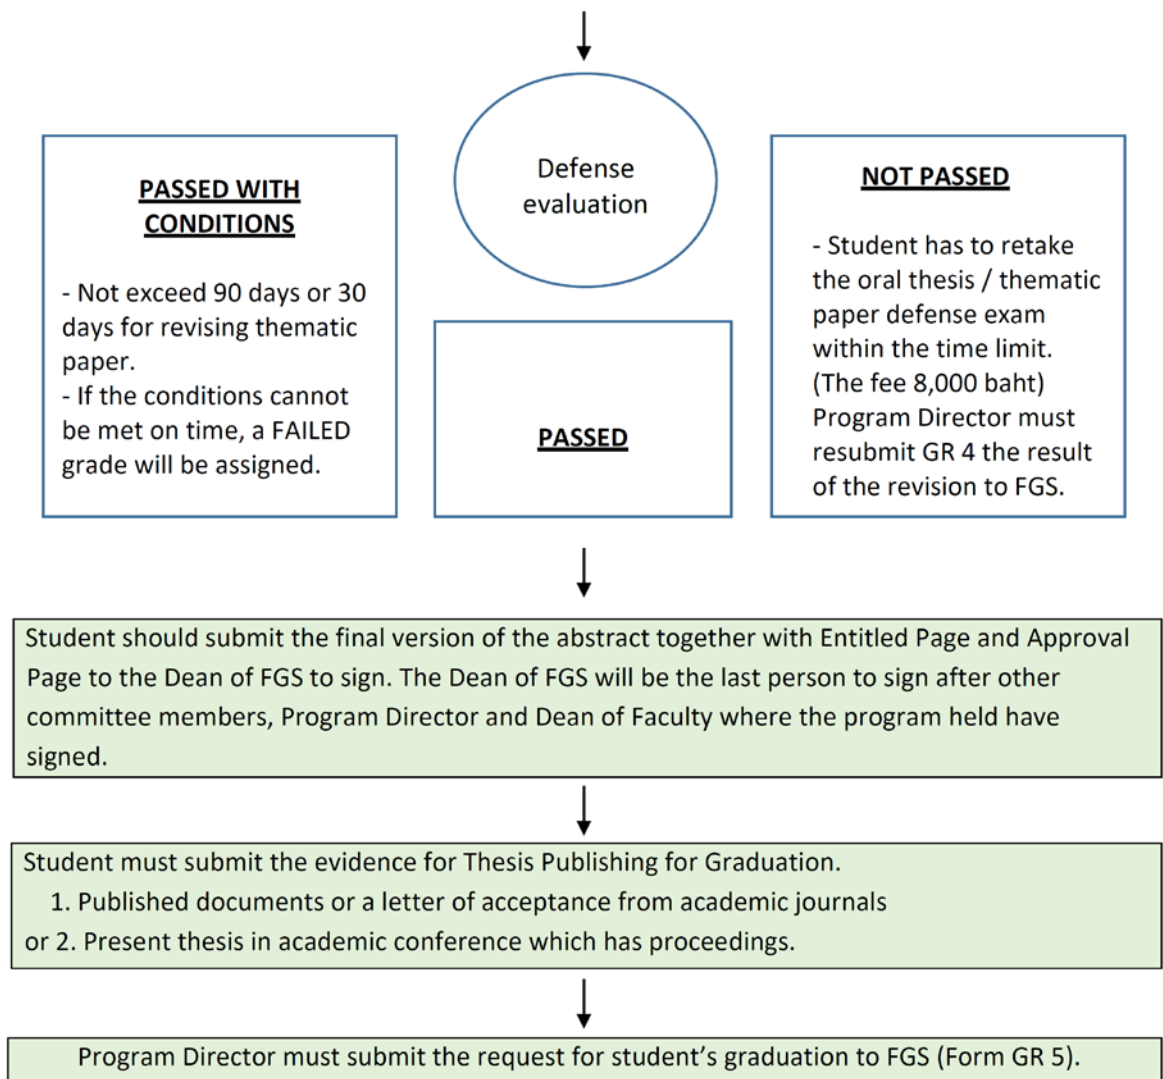 Defense
evaluation
PASSED WITH
CONDITIONS
- Not exceed 90 days or 30
days for revising thematic
paper.
- If the conditions cannot
be met on time, a FAILED
grade will be assigned.
PASSED
NOT PASSED
- Student has to retake
the oral thesis / thematic
paper defense exam
within the time limit.
(The fee 8,000 baht)
Program Director must
resubmit GR 4 the result
of the revision to FGS.
Student should submit the final version of the abstract together with Entitled Page and Approval
Page to the Dean of FGS to sign. The Dean of FGS will be the last person to sign after other
committee members, Program Director and Dean of Faculty where the program held have
signed.
Student must submit the evidence for Thesis Publishing for Graduation.
1. Published documents or a letter of acceptance from academic journals
or 2. Present thesis in academic conference which has proceedings.
Program Director must submit the request for student’s graduation to FGS (Form GR 5).